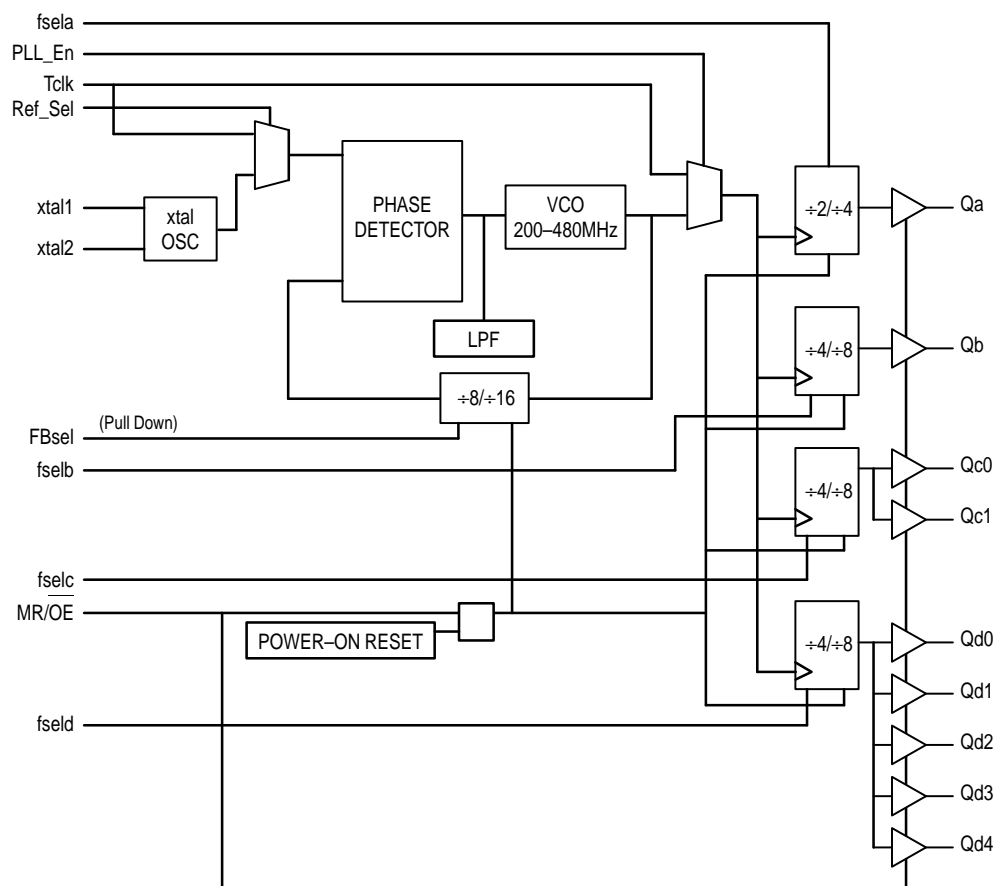 fsela
PLL_En
Tclk
Ref_Sel
xtal1
xtal2
xtal
OSC
PHASE
DETECTOR
VCO
200–480MHz
LPF
÷8/÷16
÷2/÷4
Qa
÷4/÷8
Qb
FBsel
(Pull Down)
fselb
÷4/÷8
Qc0
Qc1
fselc
MR/OE
POWER–ON RESET
÷4/÷8
Qd0
Qd1
fseld
Qd2
Qd3
Qd4